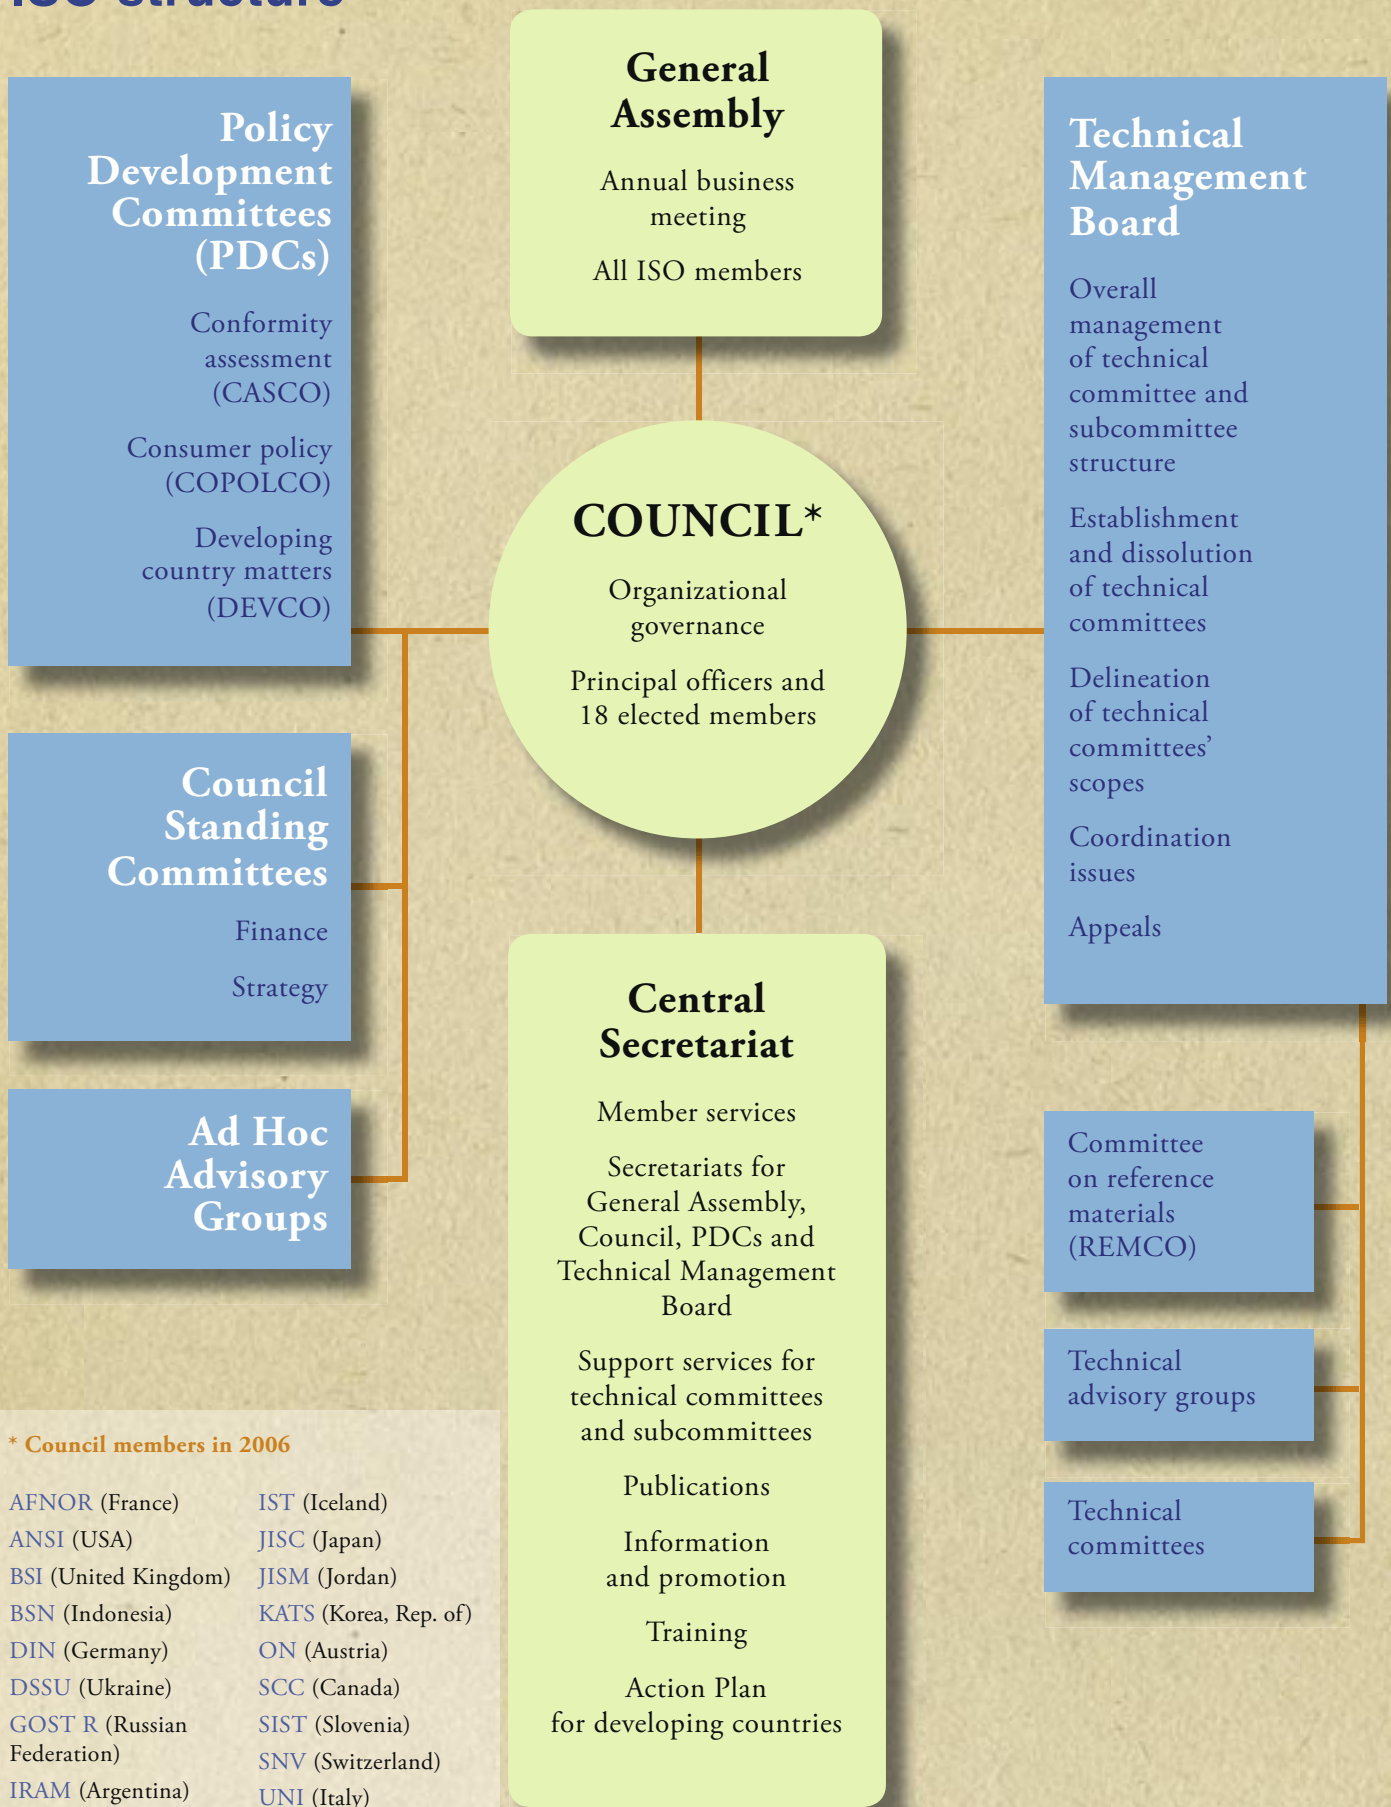 ISO structure
General
Assembly
Annual business
meeting
All ISO members
Policy
Development
Committees
(PDCs)
Conformity
assessment
(CASCO)
Consumer policy
(COPOLCO)
Developing
country matters
(DEVCO)
Technical
Management
Board
Overall
management
of technical
committee and
subcommittee
structure
Establishment
and dissolution
of technical
committees
Delineation
of technical
committees’
scopes
Coordination
issues
Appeals
COUNCIL*
Organizational
governance
Principal officers and
18 elected members
Council
Standing
Committees
Finance
Strategy
Ad Hoc
Advisory
Groups
Central
Secretariat
Member services
Secretariats for
General Assembly,
Council, PDCs and
Technical Management
Board
Support services for
technical committees
and subcommittees
Publications
Information
and promotion
Training
Action Plan
for developing countries
Committee
on reference
materials
(REMCO)
Technical
advisory groups
Technical
committees
* Council members in 2006
AFNOR (France)
ANSI (USA)
BSI (United Kingdom)
BSN (Indonesia)
DIN (Germany)
DSSU (Ukraine)
GOST R (Russian
Federation)
IRAM (Argentina)
IST (Iceland)
JISC (Japan)
JISM (Jordan)
KATS (Korea, Rep. of)
ON (Austria)
SCC (Canada)
SIST (Slovenia)
SNV (Switzerland)
UNI (Italy)